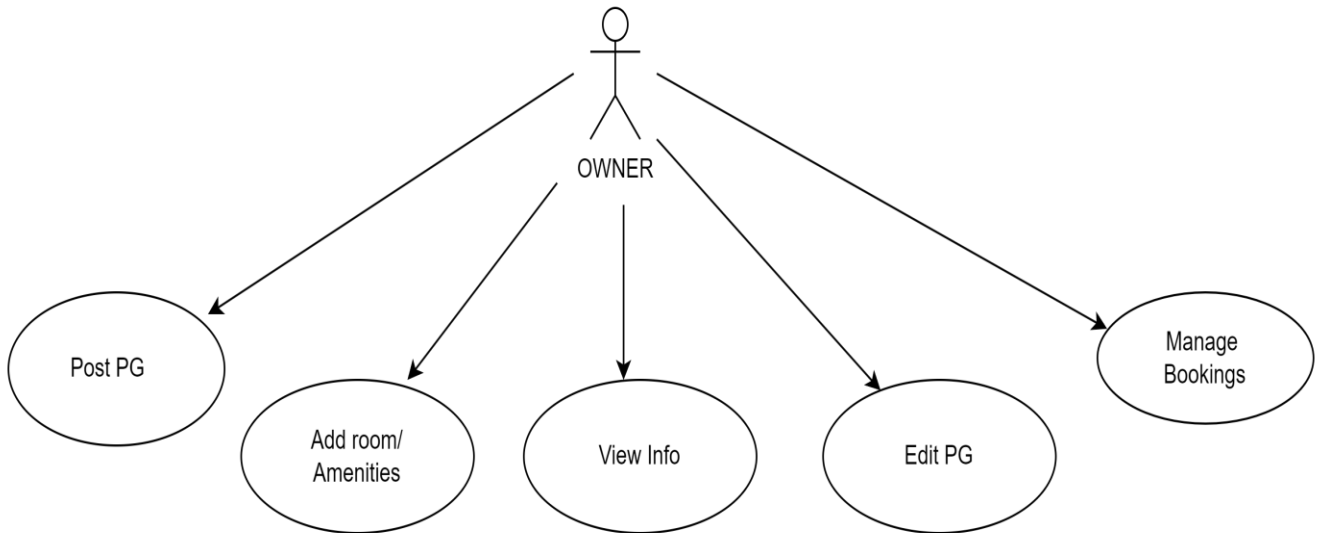 OWNER
Post PG
Add room/
Amenities
View Info
Edit PG
Manage
Bookings